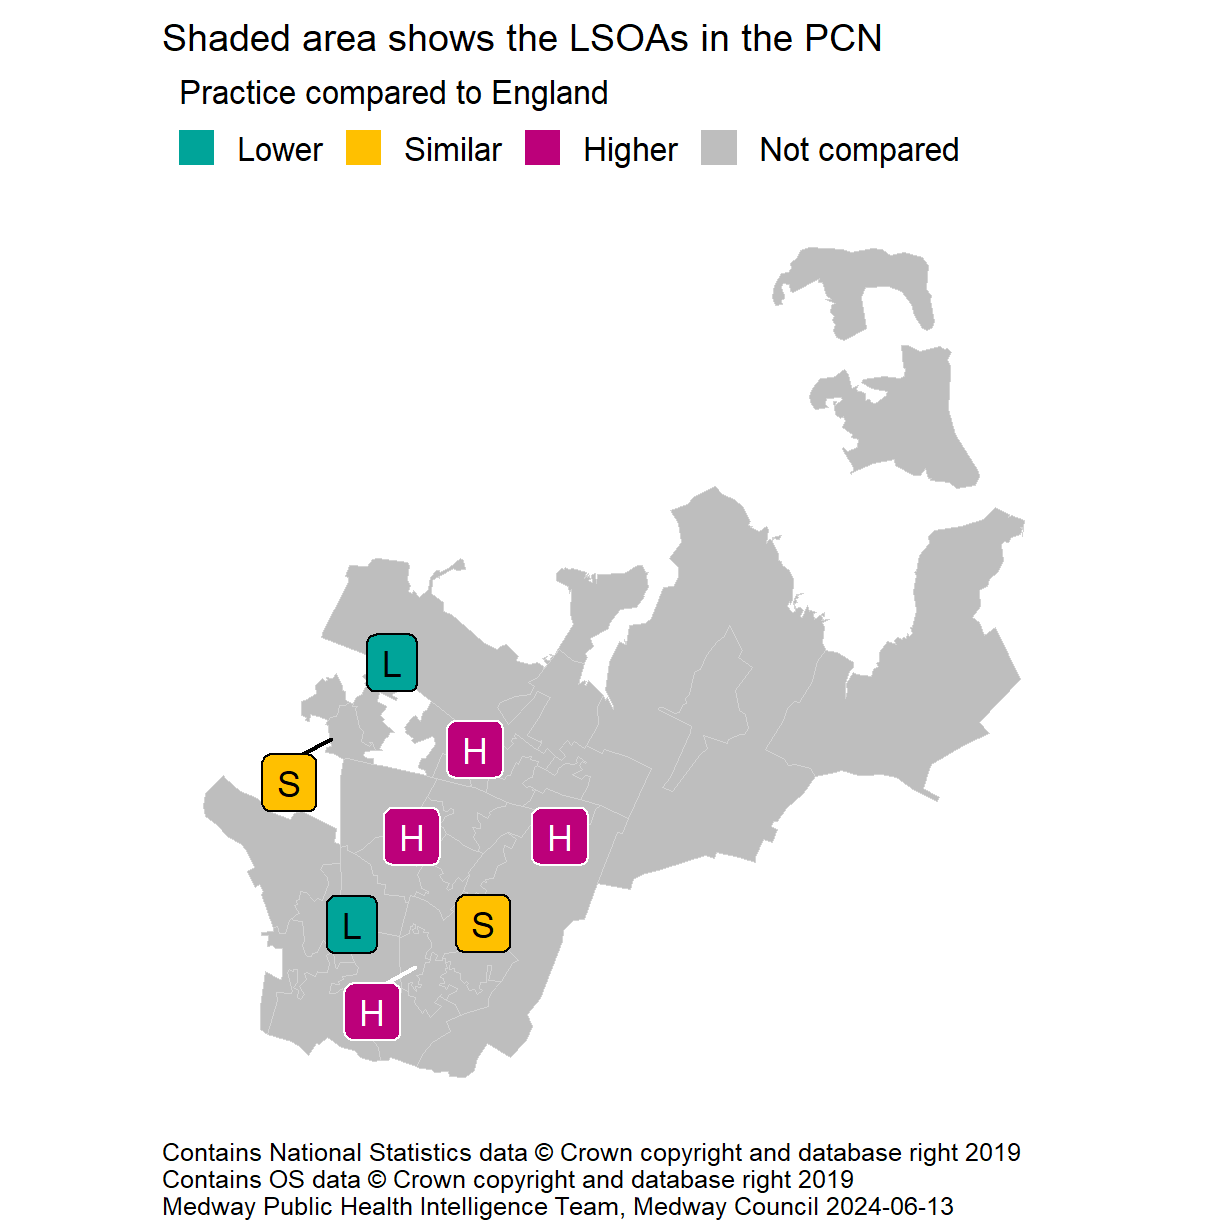 Shaded area shows the LSOAs in the PCN
Practice compared to England
Lower Similar Higher Not compared
L
H
S
H H
L S
H
Contains National Statistics data © Crown copyright and database right 2019
Contains OS data © Crown copyright and database right 2019
Medway Public Health Intelligence Team, Medway Council 2024-06-13